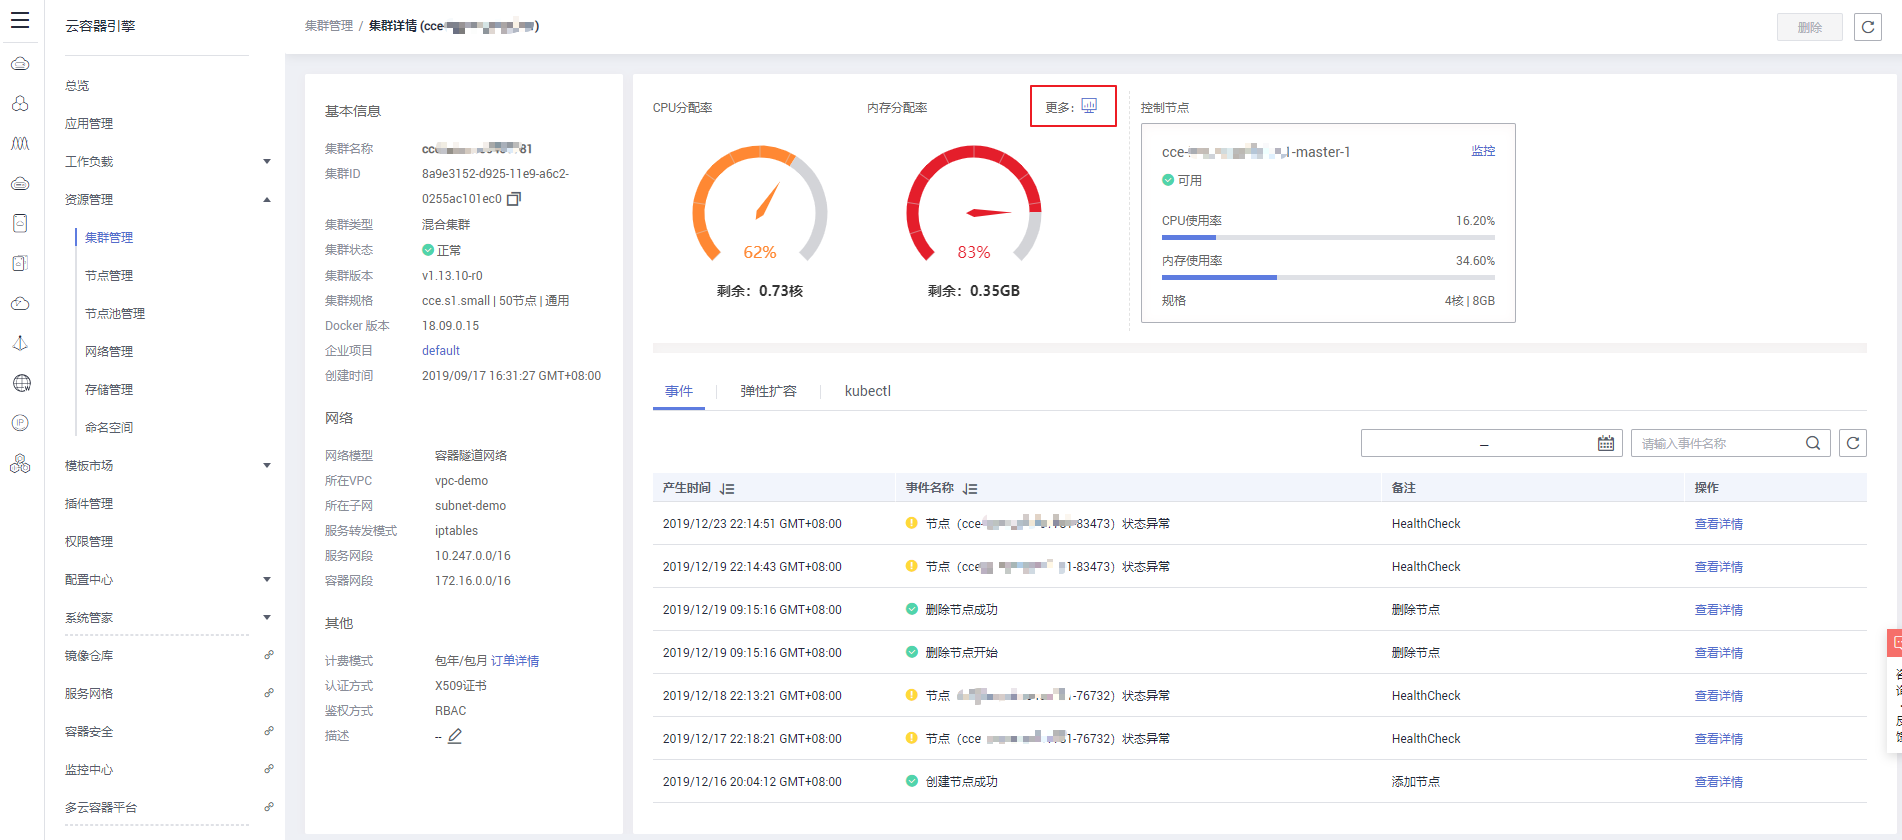 云容器引擎
总览
应用管理
工作负载
资源管理
集群管理
节点管理
节点池管理
网络管理
存储管理
命名空间
模板市场
插件管理
权限管理
配置中心
系统管家
镜像仓库
服务网格
容器安全
监控中心
多云容器平台
集群管理 / 集群详情 (cce- )
删除
基本信息
集群名称 81
集群ID 8a9e3152-d925-11e9-a6c2-
0255ac101ec0
集群类型 混合集群
集群状态 正常
集群版本 v1.13.10-r0
集群规格 cce.s1.small | 50节点 | 通用
Docker 版本 18.09.0.15
企业项目 default
创建时间 2019/09/17 16:31:27 GMT+08:00
网络
网络模型 容器隧道网络
所在VPC vpc-demo
所在子网 subnet-demo
服务转发模式 iptables
服务网段 10.247.0.0/16
容器网段 172.16.0.0/16
其他
计费模式 包年/包月 订单详情
认证方式 X509证书
鉴权方式 RBAC
描述 --
CPU分配率
62%
剩余：0.73核
内存分配率
83%
剩余：0.35GB
更多：
控制节点
cce- 1-master-1 监控
可用
CPU使用率 16.20%
内存使用率 34.60%
规格 4核 | 8GB
事件 弹性扩容 kubectl
– 请输入事件名称
产生时间 事件名称 备注 操作
2019/12/23 22:14:51 GMT+08:00 节点（cce- -83473）状态异常 HealthCheck 查看详情
2019/12/19 22:14:43 GMT+08:00 节点（cce 1-83473）状态异常 HealthCheck 查看详情
2019/12/19 09:15:16 GMT+08:00 删除节点成功 删除节点 查看详情
2019/12/19 09:15:16 GMT+08:00 删除节点开始 删除节点 查看详情
2019/12/18 22:13:21 GMT+08:00 节点（ -76732）状态异常 HealthCheck 查看详情
2019/12/17 22:18:21 GMT+08:00 节点（cce 1-76732）状态异常 HealthCheck 查看详情
2019/12/16 20:04:12 GMT+08:00 创建节点成功 添加节点 查看详情